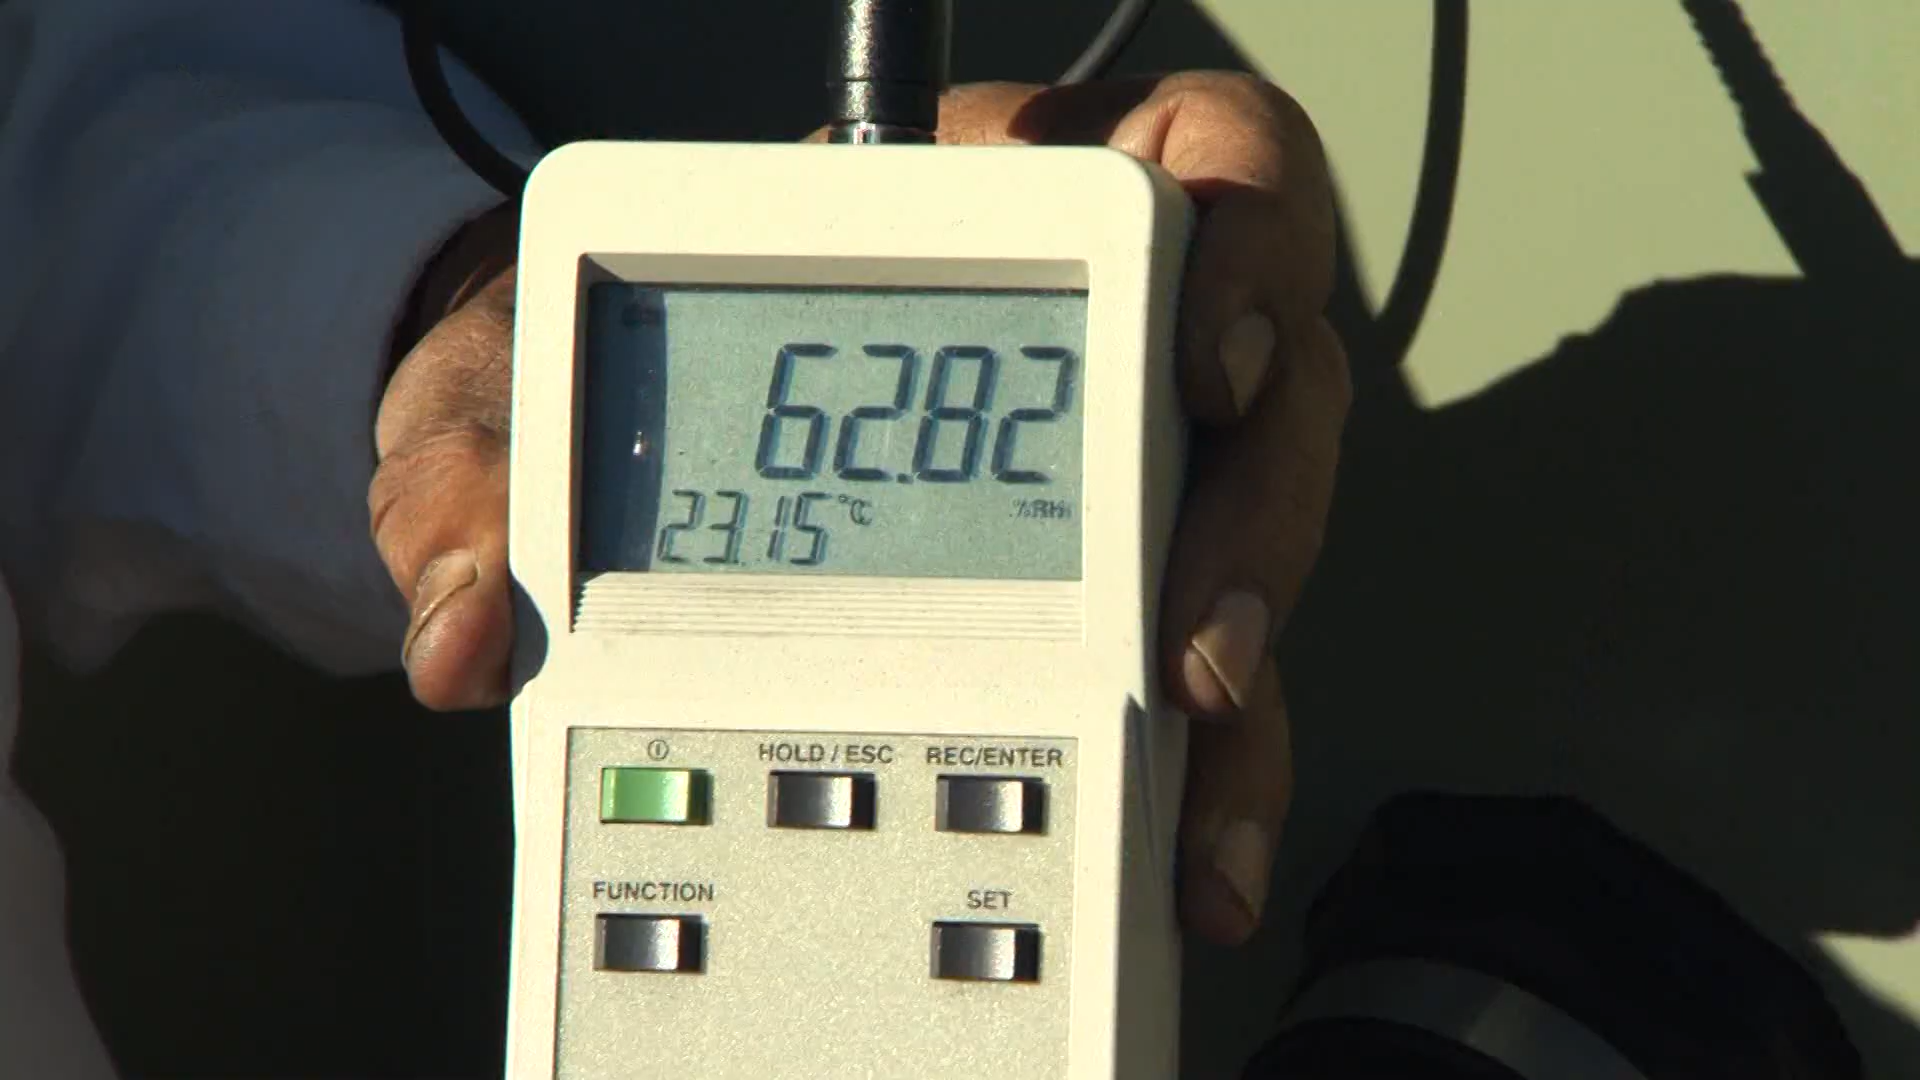 62.82
23.15 °C %RH
HOLD / ESC REC/ENTER
FUNCTION SET